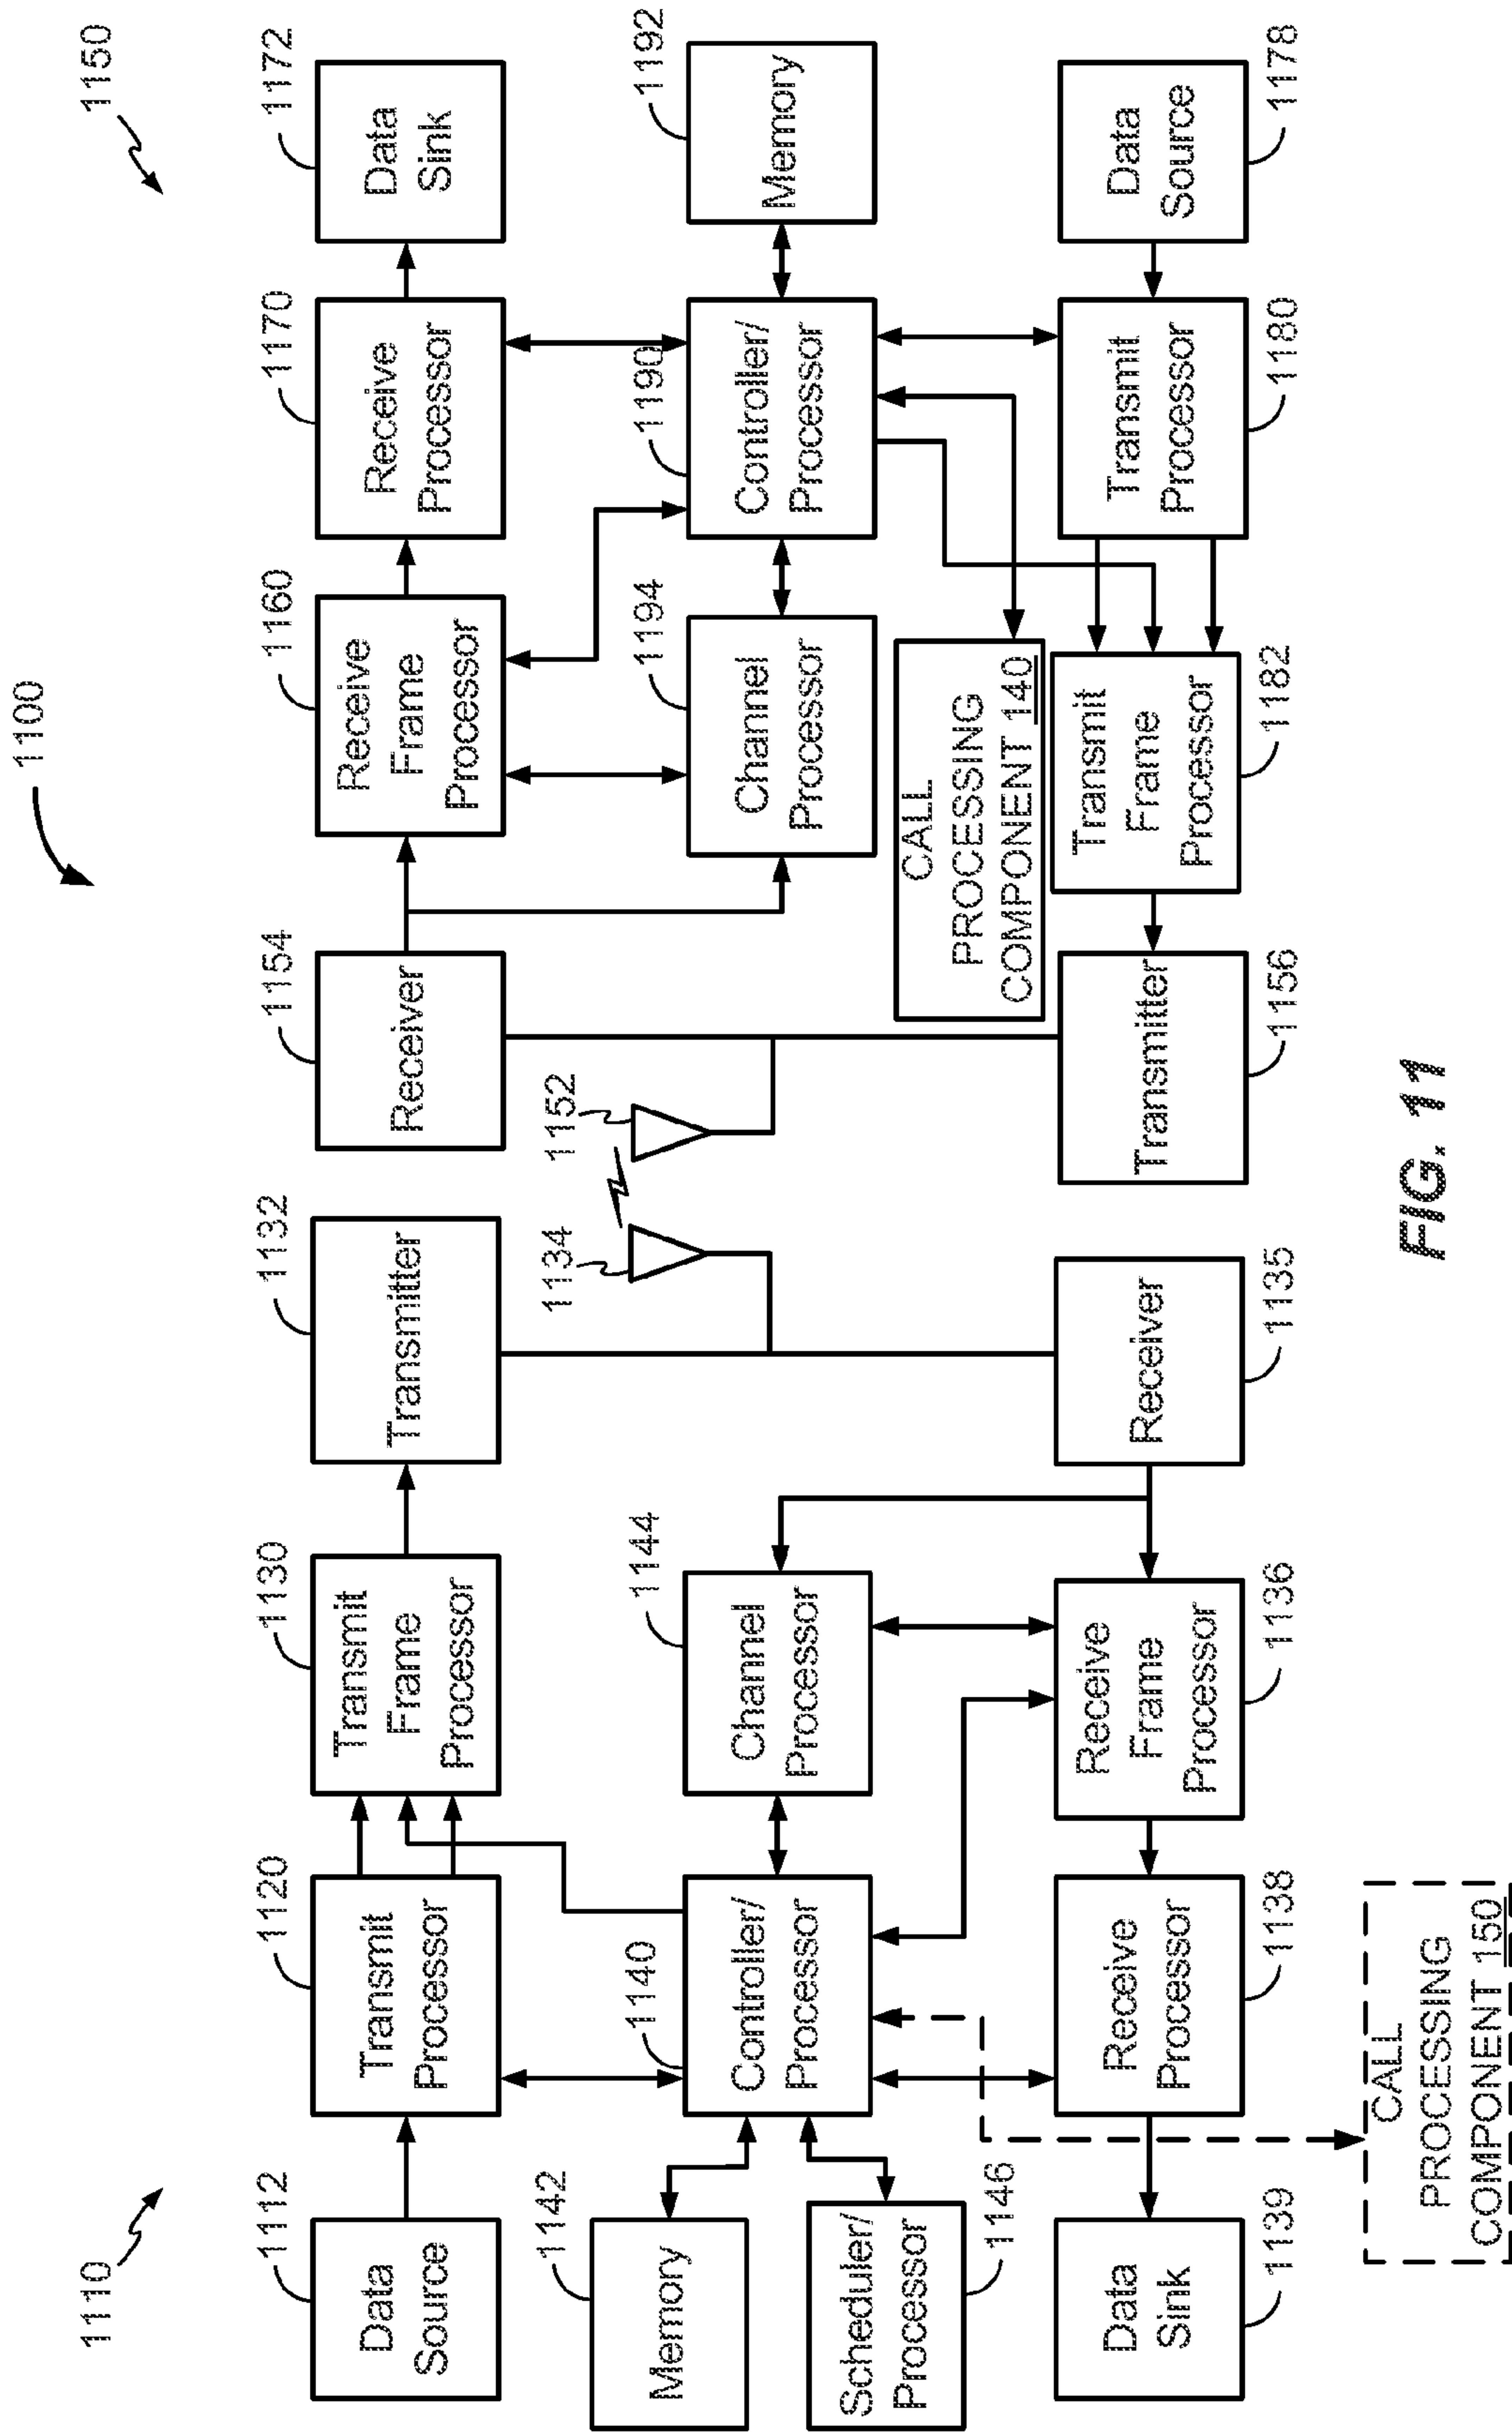 1100
1110
1150
1112
Data
Source
1120
Transmit
Processor
1130
Transmit
Frame
Processor
1132
Transmitter
1154
Receiver
1160
Receive
Frame
Processor
1170
Receive
Processor
1172
Data
Sink
1142
Memory
1140
Controller/
Processor
1144
Channel
Processor
1134
1152
1194
Channel
Processor
1190
Controller/
Processor
1192
Memory
Scheduler/
Processor
1146
CALL
PROCESSING
COMPONENT 140
Data
Sink
1139
Receive
Processor
1138
Receive
Frame
Processor
1136
Receiver
1135
Transmitter
1156
Transmit
Frame
Processor
1182
Transmit
Processor
1180
Data
Source
1178
CALL
PROCESSING
COMPONENT 150
FIG. 11